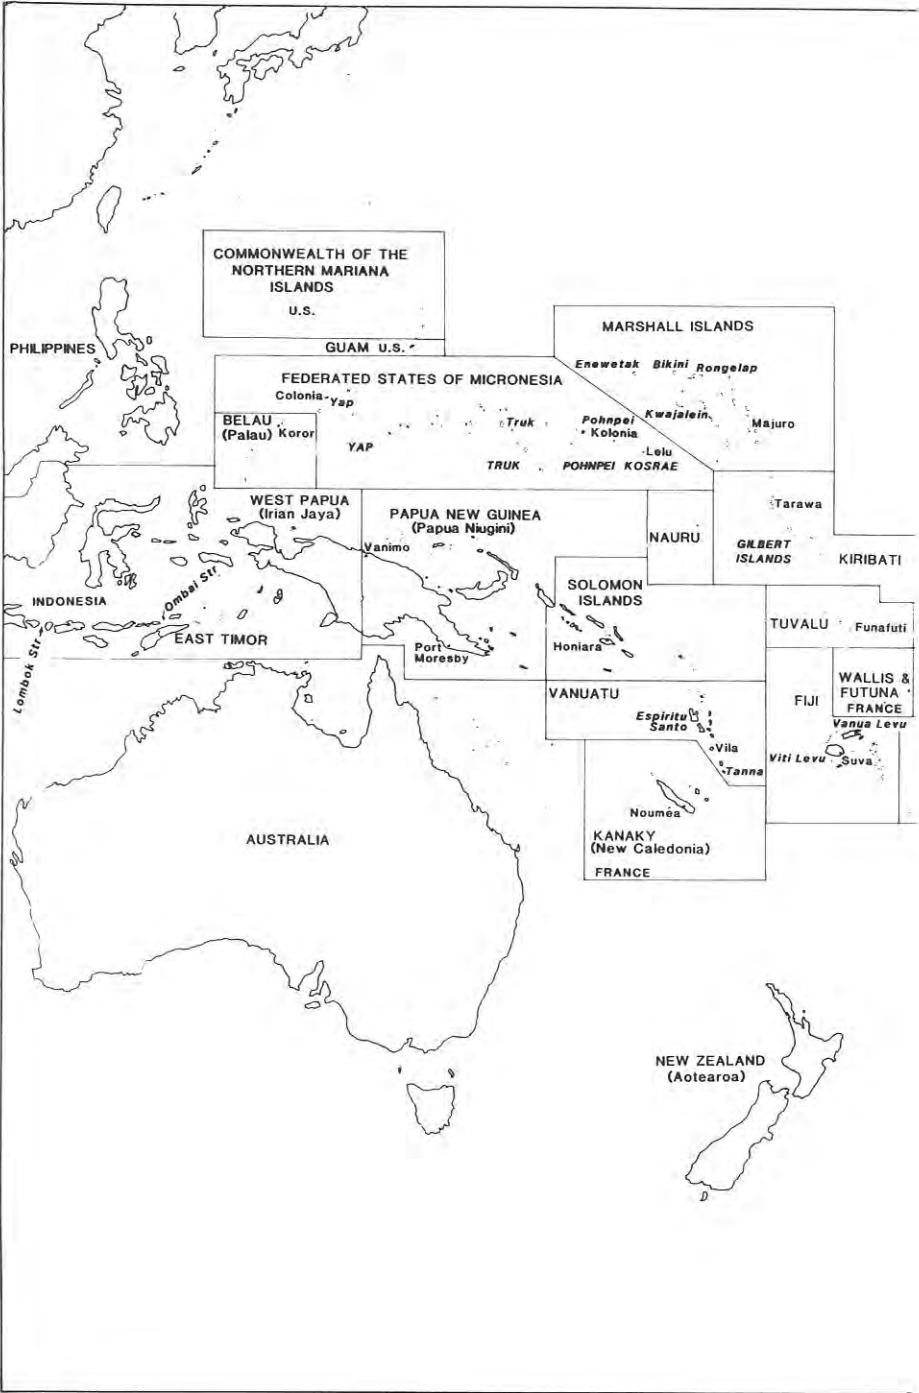 COMMONWEALTH OF THE
NORTHERN MARIANA
ISLANDS
U.S.
PHILIPPINES
GUAM U.S.
MARSHALL ISLANDS
Enewetak Bikini Rongelap
Kwajalein
Majuro
FEDERATED STATES OF MICRONESIA
Colonia Yap
Truk
Pohnpei
Kolonia
Lelu
YAP
TRUK
POHNPEI KOSRAE
BELAU
(Palau) Koror
WEST PAPUA
(Irian Jaya)
PAPUA NEW GUINEA
(Papua Niugini)
Vanimo
NAURU
Tarawa
GILBERT
ISLANDS
KIRIBATI
INDONESIA
Ombai Str
EAST TIMOR
Lombok Str
Port
Moresby
SOLOMON
ISLANDS
Honiara
TUVALU
Funafuti
VANUATU
Espiritu
Santo
Vila
Tanna
FIJI
WALLIS &
FUTUNA
FRANCE
Vanua Levu
Viti Levu
Suva
Nouméa
KANAKY
(New Caledonia)
FRANCE
AUSTRALIA
NEW ZEALAND
(Aotearoa)